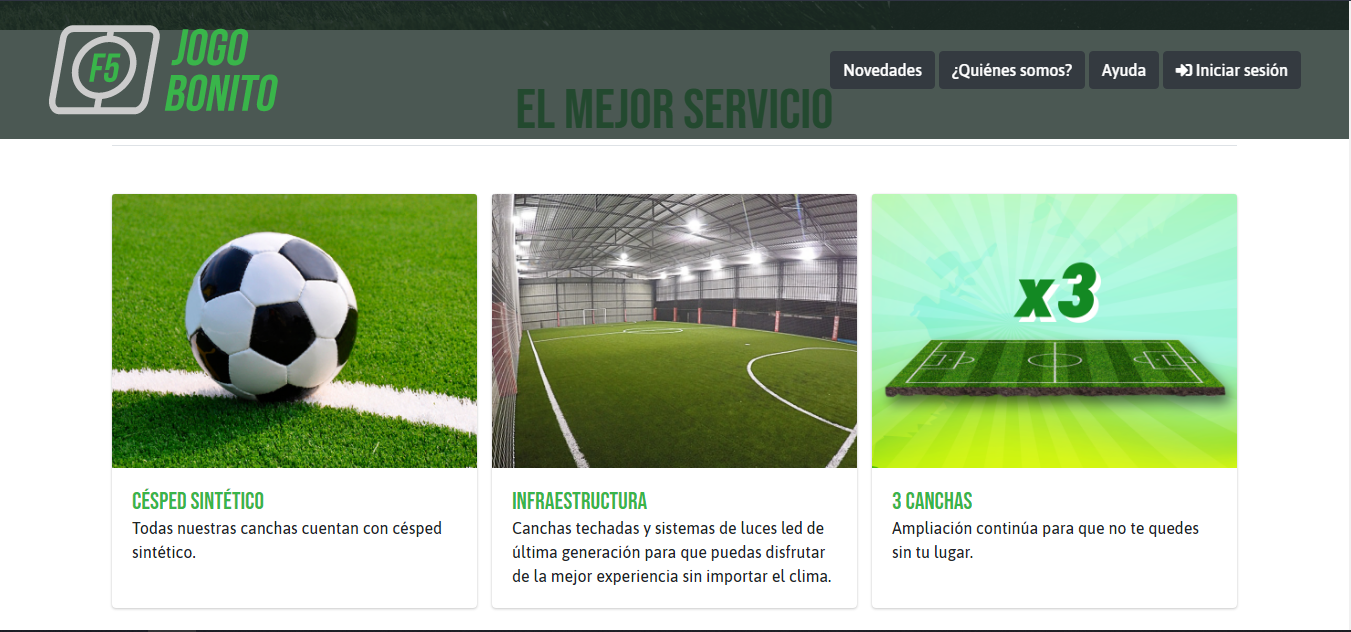 F5
JOGO
BONITO
Novedades
¿Quiénes somos?
Ayuda
Iniciar sesión
EL MEJOR SERVICIO
x3
CÉSPED SINTÉTICO
Todas nuestras canchas cuentan con césped
sintético.
INFRAESTRUCTURA
Canchas techadas y sistemas de luces led de
última generación para que puedas disfrutar
de la mejor experiencia sin importar el clima.
3 CANCHAS
Ampliación continúa para que no te quedes
sin tu lugar.